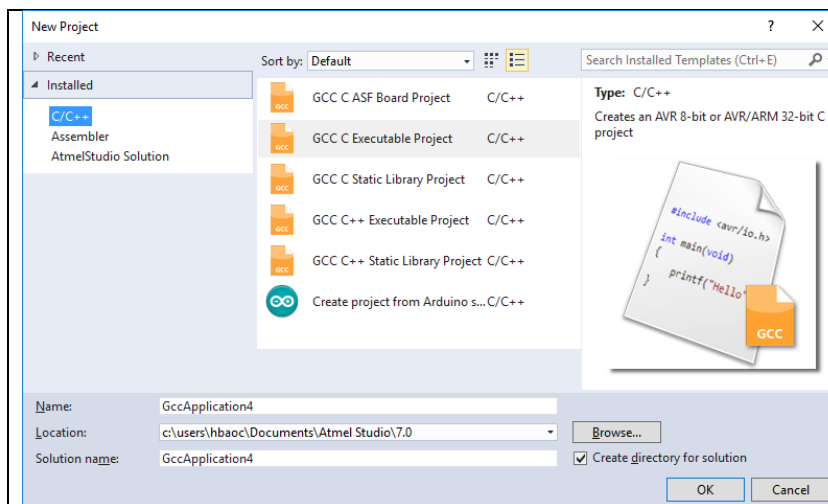 New Project
?
Recent
Installed
C/C++
Assembler
AtmelStudio Solution
Sort by: Default
GCC GCC C ASF Board Project C/C++
GCC GCC C Executable Project C/C++
GCC GCC C Static Library Project C/C++
GCC GCC C++ Executable Project C/C++
GCC GCC C++ Static Library Project C/C++
Create project from Arduino s... C/C++
Search Installed Templates (Ctrl+E)
Type: C/C++
Creates an AVR 8-bit or AVR/ARM 32-bit C
project
#include <avr/io.h>
int main(void)
{
printf("Hello"
}
GCC
Name: GccApplication4
Location: c:\users\hbaoc\Documents\Atmel Studio\7.0
Browse...
Solution name: GccApplication4
Create directory for solution
OK Cancel